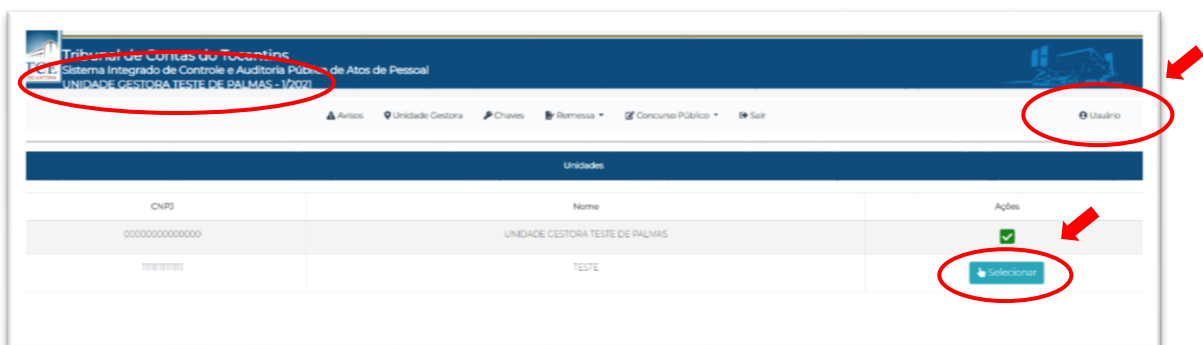 Tribunal de Contas do Tocantins
TCE Sistema Integrado de Controle e Auditoria Pública de Atos de Pessoal
UNIDADE GESTORA TESTE DE PALMAS - 1/2021
Avisos Unidade Gestora Chaves Remessa Concurso Público Sair Usuário
Unidades
CNPJ Nome Ações
00000000000000 UNIDADE GESTORA TESTE DE PALMAS
TESTE Selecionar